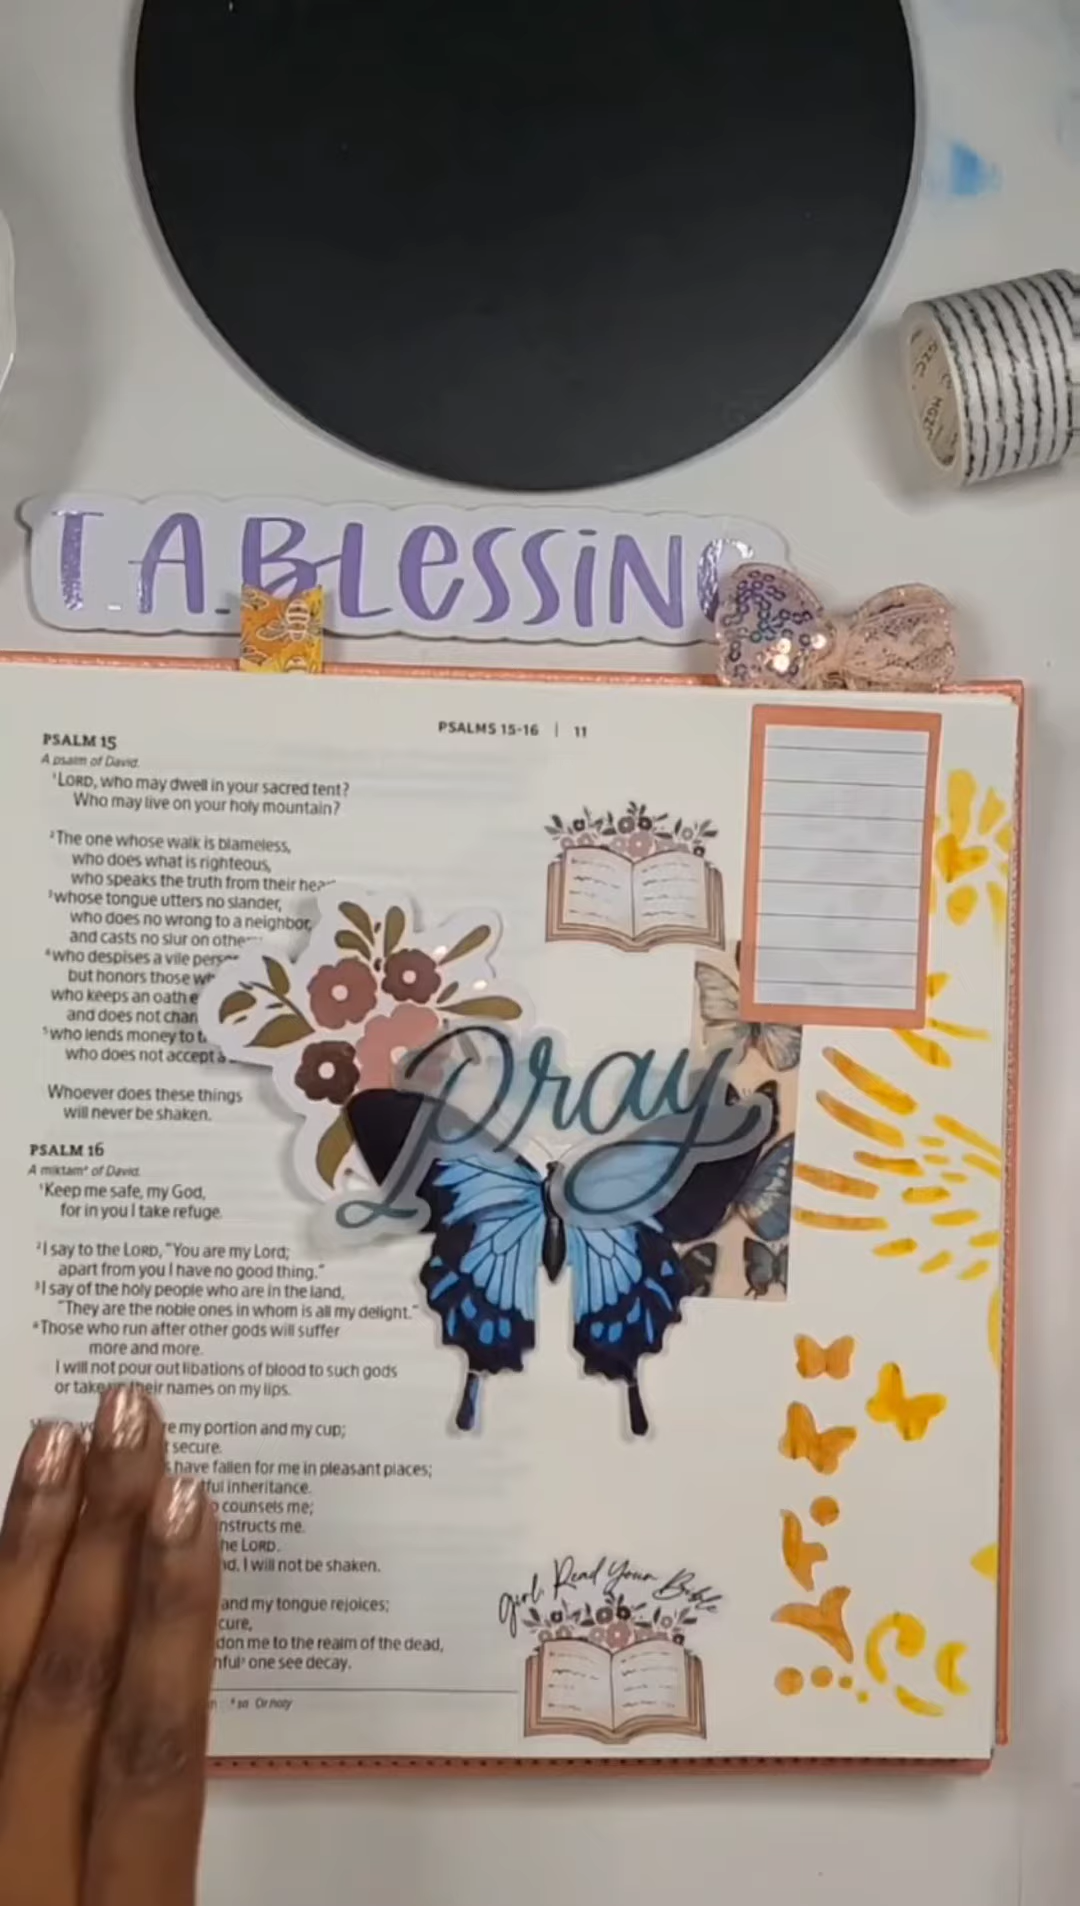 T.A.BLessiN
HGZC
PSALMS 15-16 | 11
PSALM 15
A psalm of David.
¹LORD, who may dwell in your sacred tent?
Who may live on your holy mountain?
²The one whose walk is blameless,
who does what is righteous,
who speaks the truth from their
³whose tongue utters no slander,
who does no wrong to a neighbor,
and casts no slur on
⁴who despises a vile
but honors those
who keeps an oath
and does not
⁵who lends money to
who does not accept
Whoever does these things
will never be shaken.
Pray
PSALM 16
A miktam of David.
¹Keep me safe, my God,
for in you I take refuge.
²I say to the LORD, "You are my Lord;
apart from you I have no good thing."
³I say of the holy people who are in the land,
"They are the noble ones in whom is all my delight."
⁴Those who run after other gods will suffer
more and more.
I will not pour out libations of blood to such gods
or take their names on my lips.
my portion and my cup;
secure.
have fallen for me in pleasant places;
inheritance.
counsels me;
instructs me.
the LORD.
I will not be shaken.
and my tongue rejoices;
me to the realm of the dead,
one see decay.
Or holy
girl, Read Your Bible